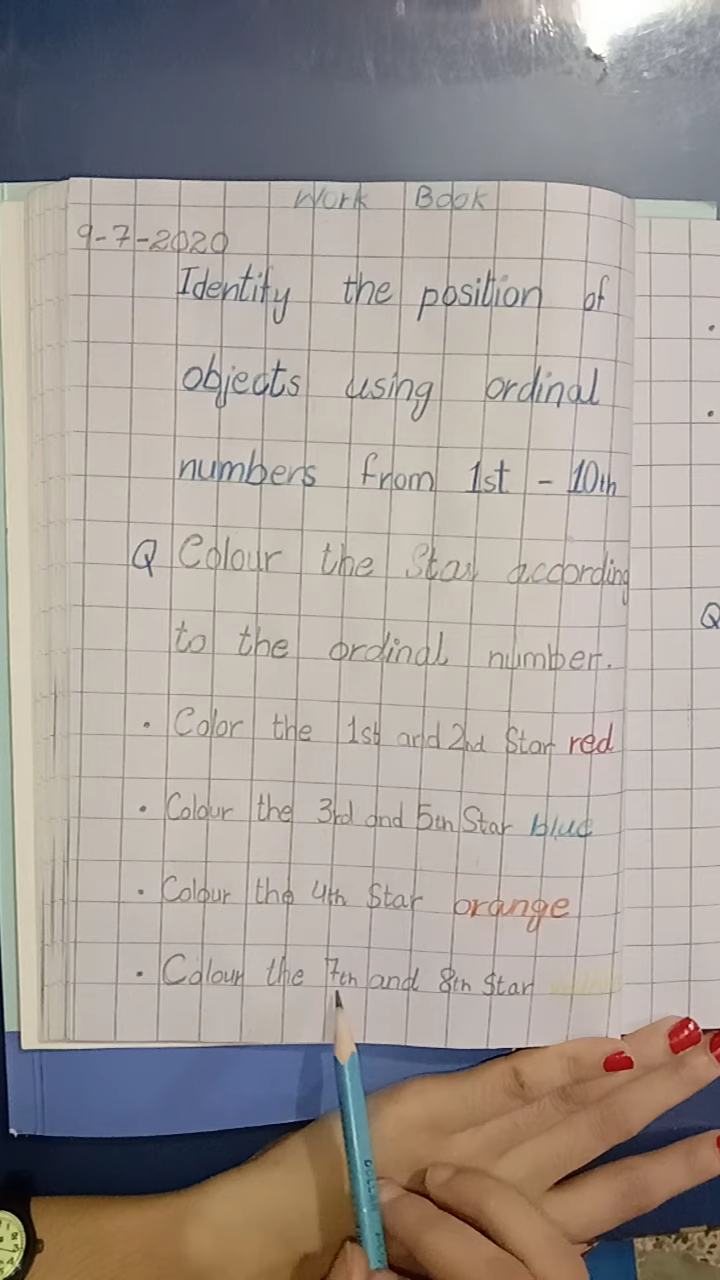 Work Book
9-7-2020
Identify the position of
objects using ordinal
numbers from 1st - 10th
Q Colour the Star according
to the ordinal number.
• Color the 1st and 2nd Star red
• Colour the 3rd and 5th Star blue
• Colour the 4th Star orange
• Colour the 7th and 8th Star
Q